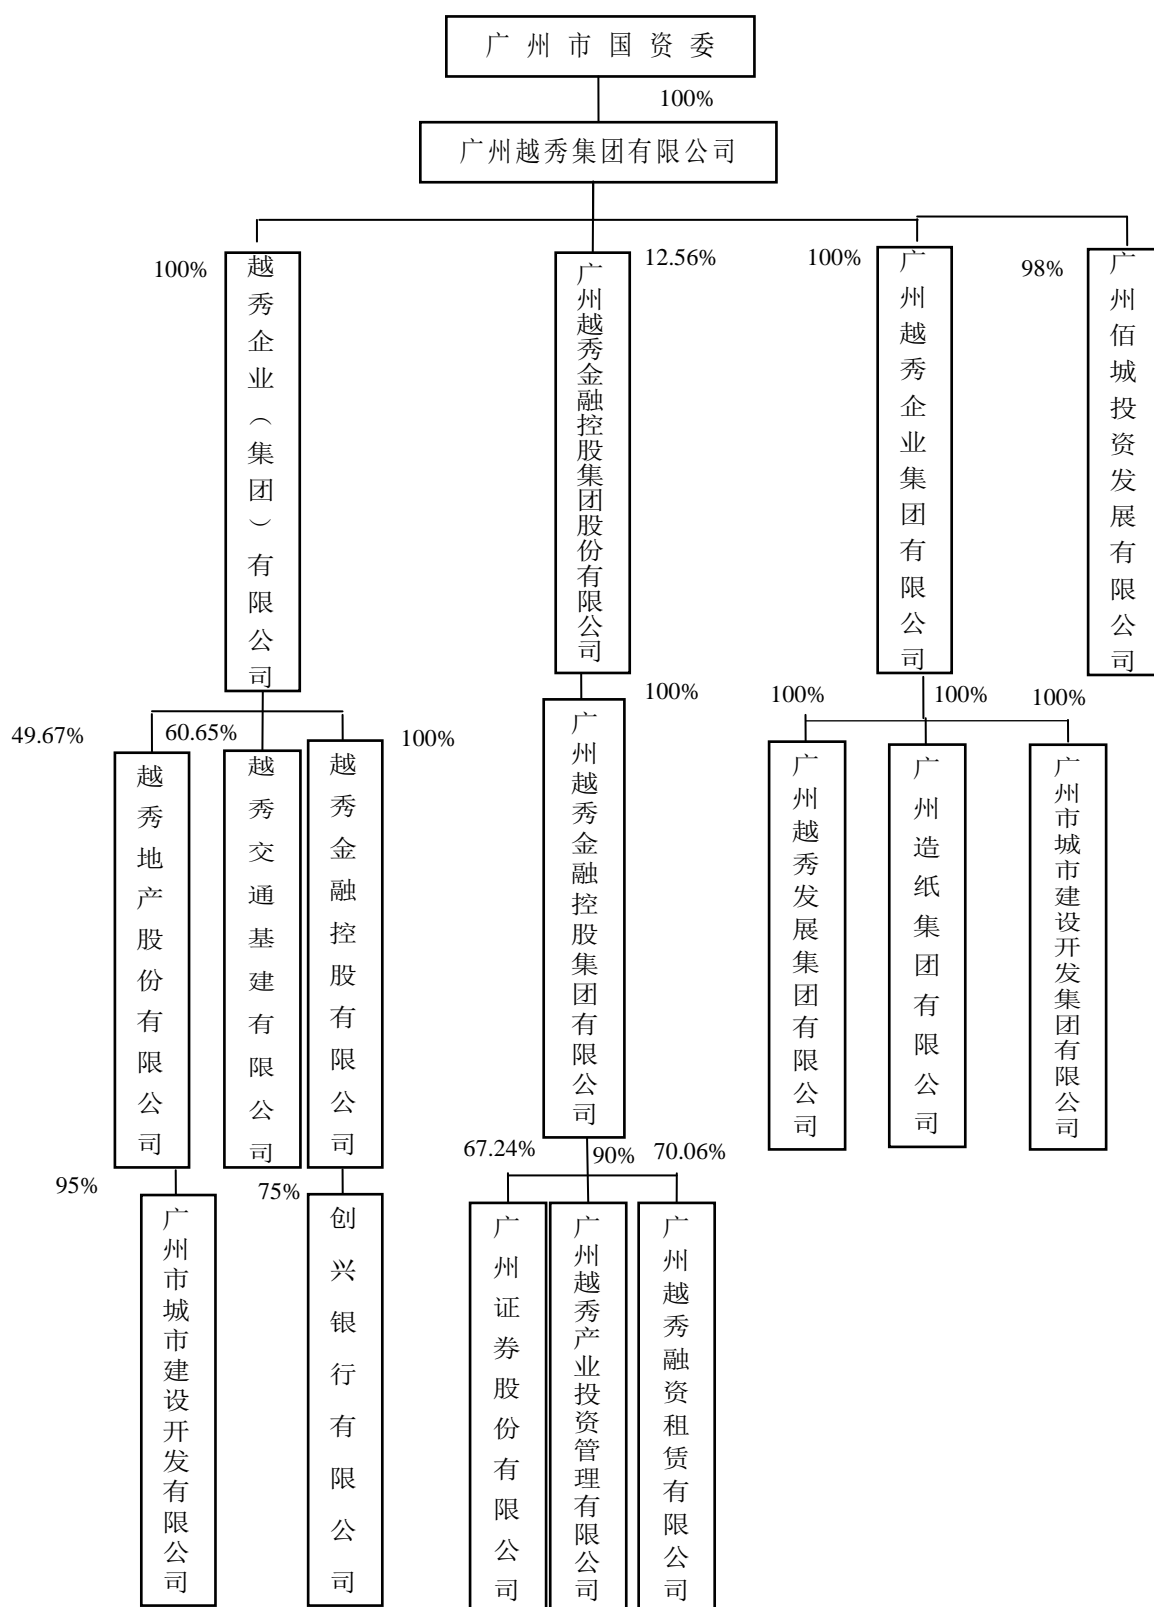 广州市国资委
100%
广州越秀集团有限公司
100%
越秀企业（集团）有限公司
12.56%
广州越秀金融控股集团股份有限公司
100%
广州越秀企业集团有限公司
98%
广州佰城投资发展有限公司
49.67%
越秀地产股份有限公司
60.65%
越秀交通基建有限公司
100%
越秀金融控股有限公司
100%
广州越秀金融控股集团有限公司
100%
广州越秀发展集团有限公司
100%
广州造纸集团有限公司
100%
广州市城市建设开发集团有限公司
95%
广州市城市建设开发有限公司
75%
创兴银行有限公司
67.24%
广州证券股份有限公司
90%
广州越秀产业投资管理有限公司
70.06%
广州越秀融资租赁有限公司